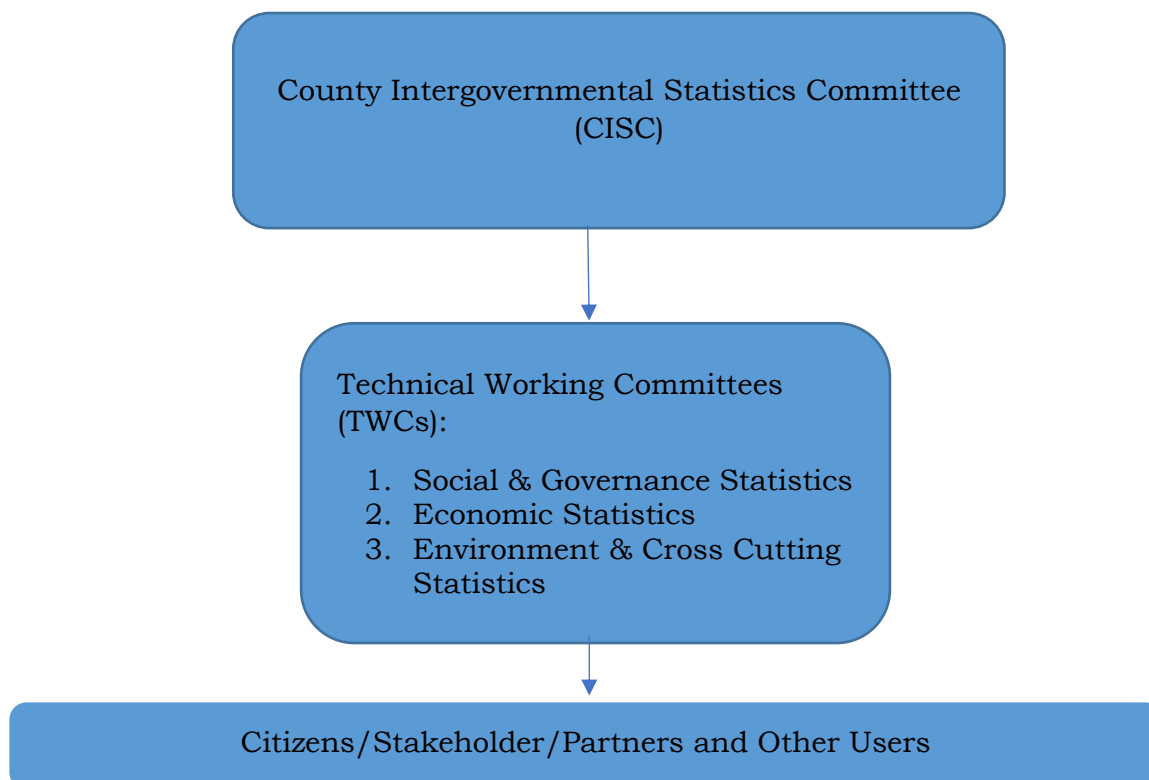 County Intergovernmental Statistics Committee
(CISC)
Technical Working Committees
(TWCs):
1. Social & Governance Statistics
2. Economic Statistics
3. Environment & Cross Cutting
Statistics
Citizens/Stakeholder/Partners and Other Users